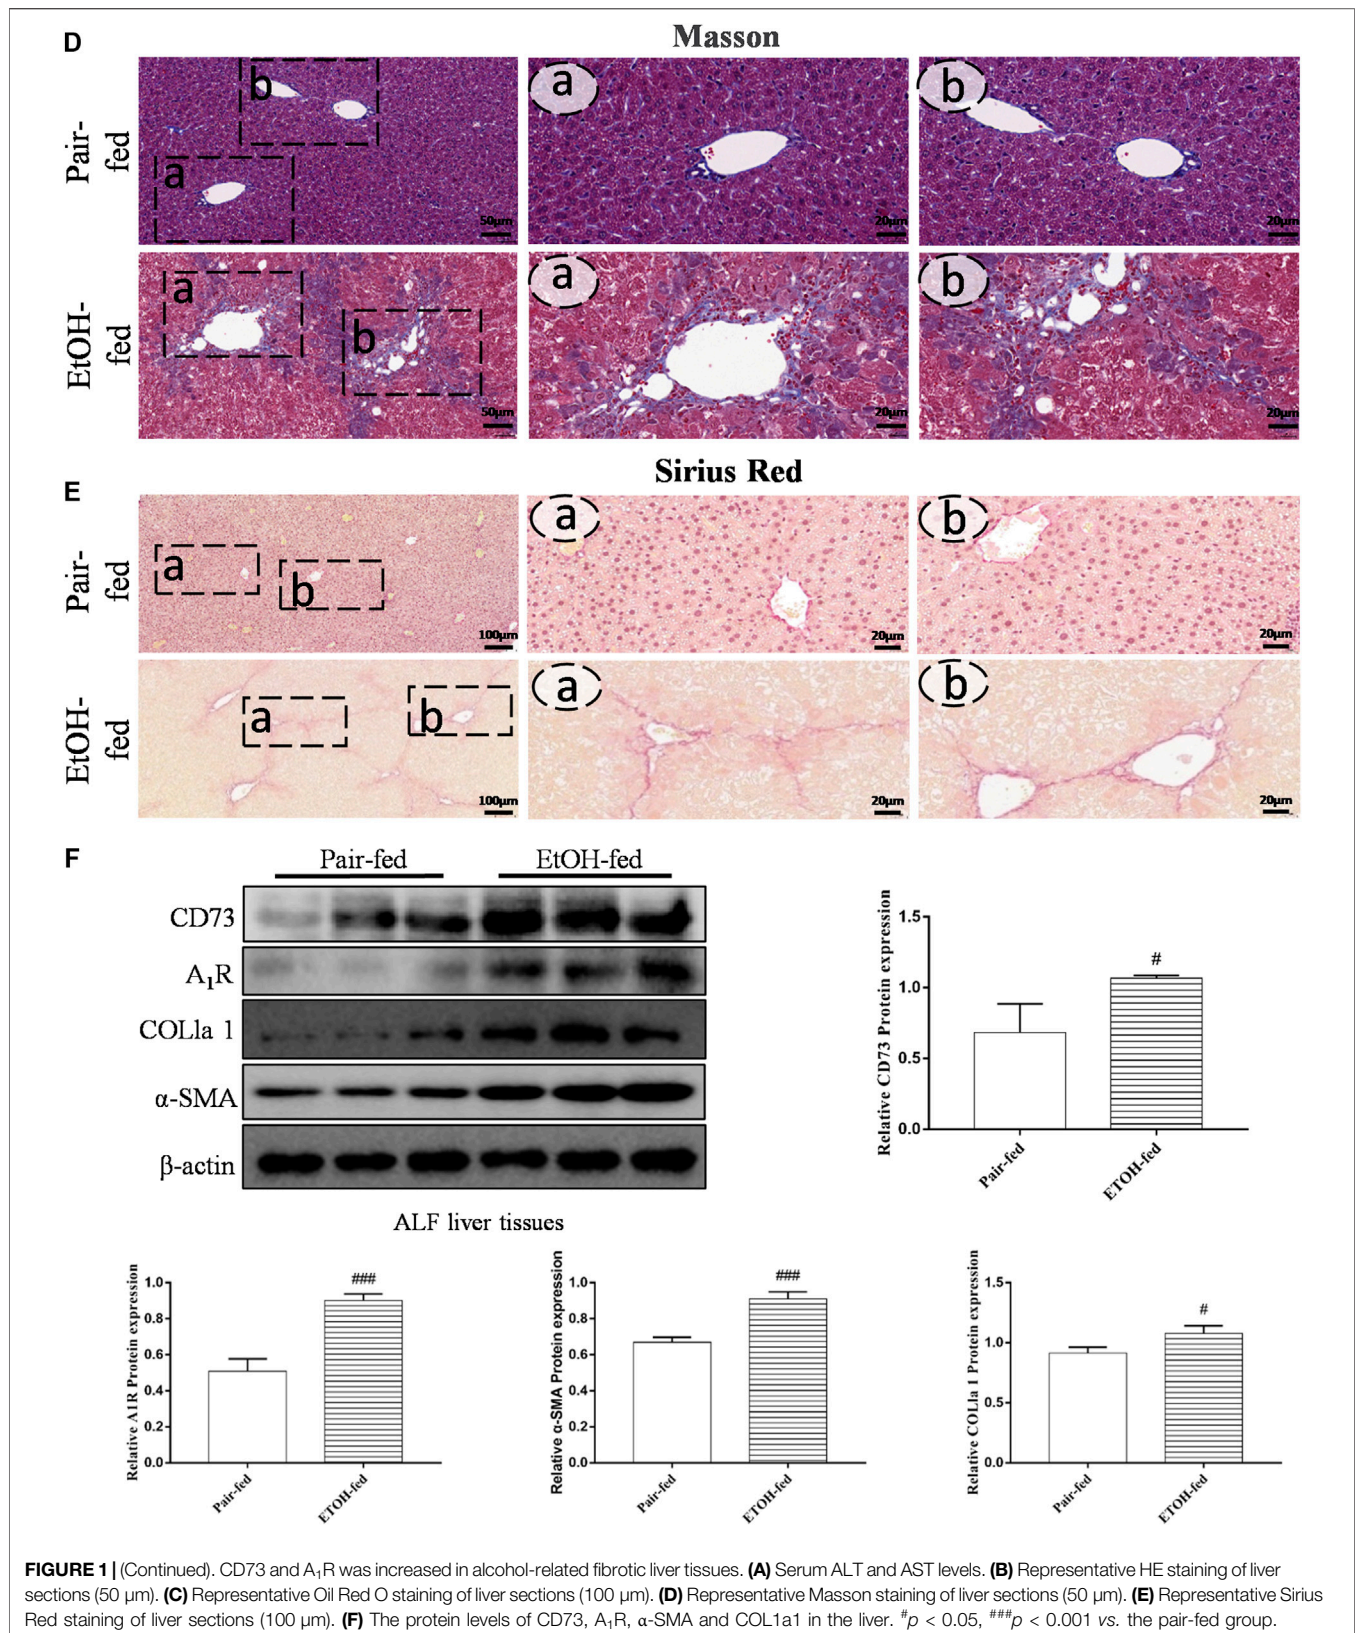 D
Masson
Pair-
fed
b
a
50μm
a
20μm
b
20μm
EtOH-
fed
a
b
50μm
a
20μm
b
20μm
E
Sirius Red
Pair-
fed
a
b
100μm
a
20μm
b
20μm
EtOH-
fed
a
b
100μm
a
20μm
b
20μm
F
Pair-fed EtOH-fed
CD73
A₁R
COL1a 1
α-SMA
β-actin
ALF liver tissues
Relative CD73 Protein expression
1.5
1.0
0.5
0.0
#
Pair-fed
ETOH-fed
Relative A1R Protein expression
1.0
0.8
0.6
0.4
0.2
0.0
###
Pair-fed
ETOH-fed
Relative α-SMA Protein expression
1.0
0.8
0.6
0.4
0.2
0.0
###
Pair-fed
ETOH-fed
Relative COL1a 1 Protein expression
1.5
1.0
0.5
0.0
#
Pair-fed
ETOH-fed
FIGURE 1 | (Continued). CD73 and A₁R was increased in alcohol-related fibrotic liver tissues. (A) Serum ALT and AST levels. (B) Representative HE staining of liver
sections (50 μm). (C) Representative Oil Red O staining of liver sections (100 μm). (D) Representative Masson staining of liver sections (50 μm). (E) Representative Sirius
Red staining of liver sections (100 μm). (F) The protein levels of CD73, A₁R, α-SMA and COL1a1 in the liver. #p < 0.05, ###p < 0.001 vs. the pair-fed group.